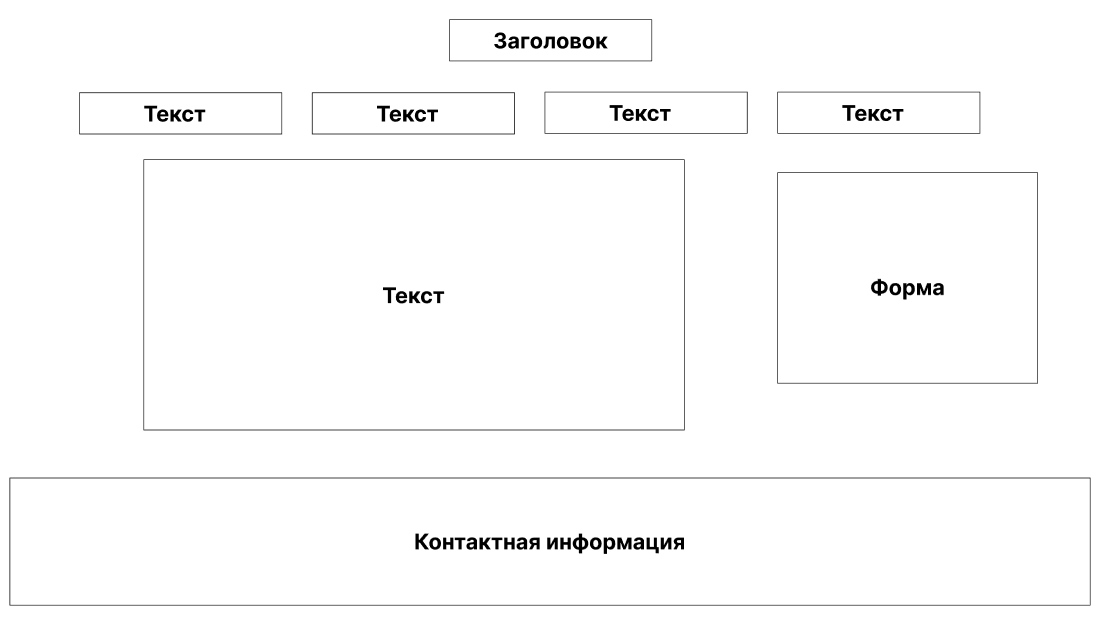 Заголовок
Текст
Текст
Текст
Текст
Текст
Форма
Контактная информация